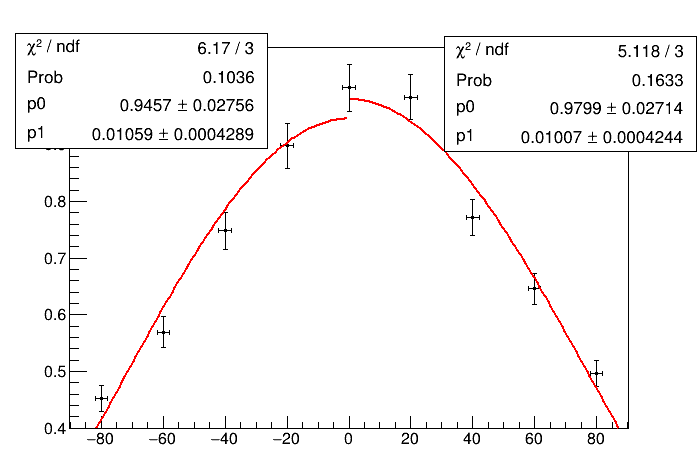 χ² / ndf 6.17 / 3
Prob 0.1036
p0 0.9457 ± 0.02756
p1 0.01059 ± 0.0004289
χ² / ndf 5.118 / 3
Prob 0.1633
p0 0.9799 ± 0.02714
p1 0.01007 ± 0.0004244
0.8
0.7
0.6
0.5
0.4
−80 −60 −40 −20 0 20 40 60 80